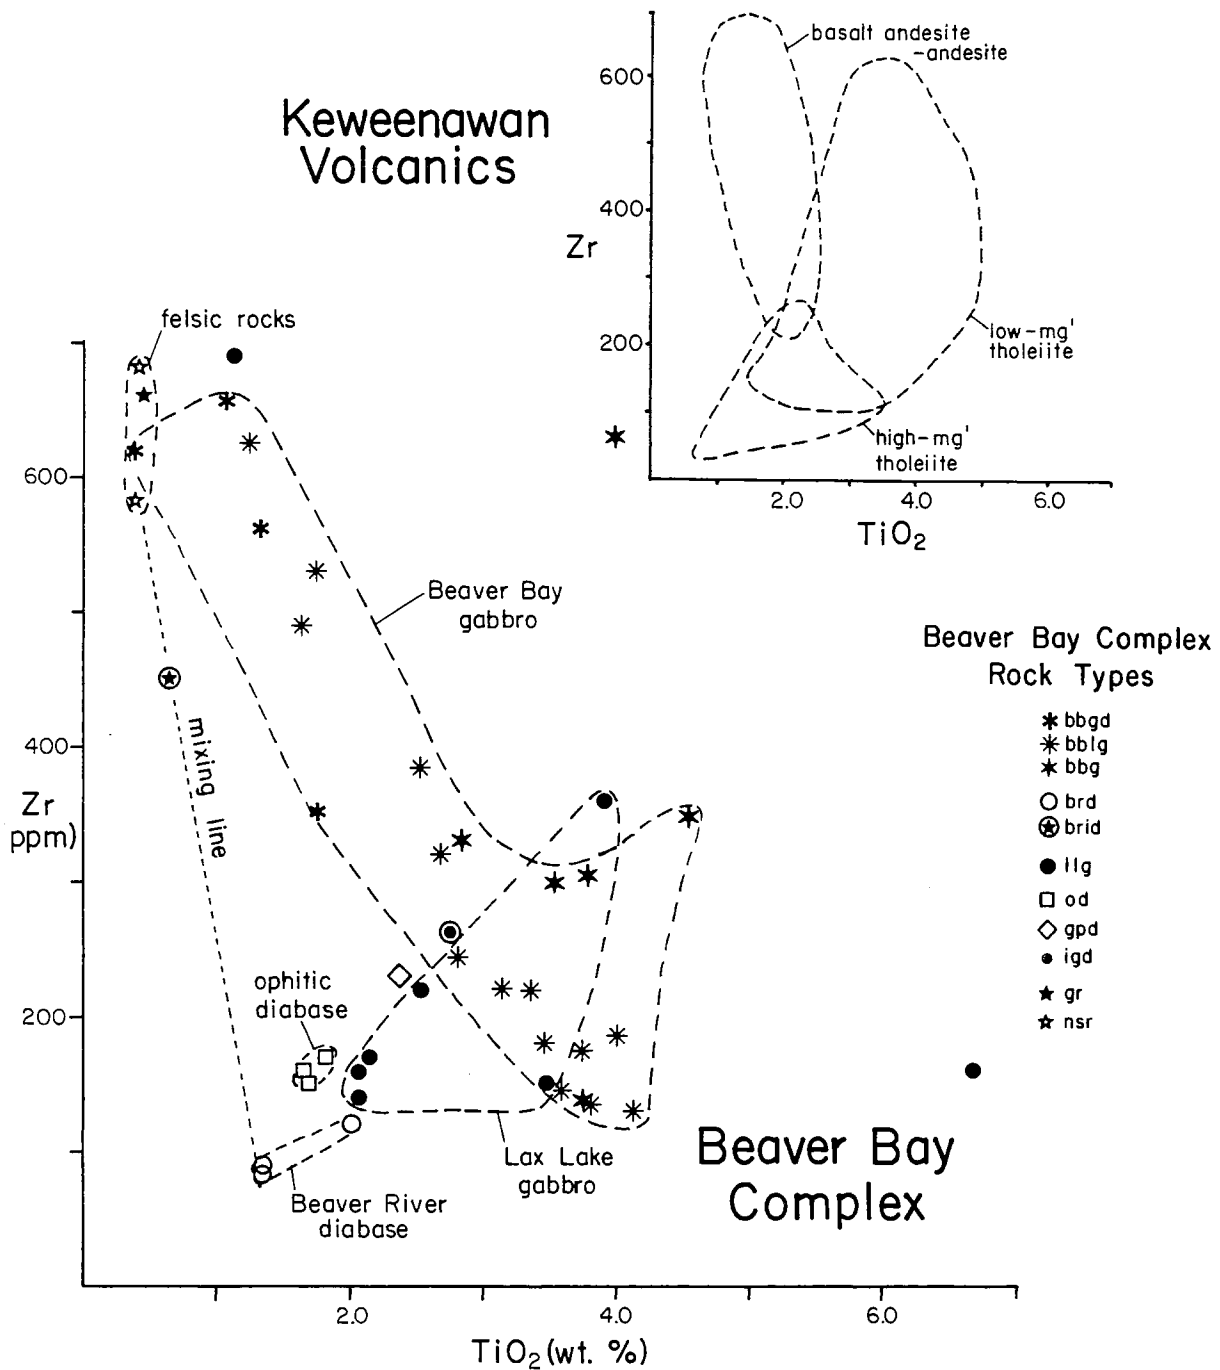 Keweenawan
Volcanics
basalt andesite
-andesite
600
400
200
Zr
low-mg'
tholeiite
high-mg'
tholeiite
2.0
4.0
6.0
TiO2
felsic rocks
600
400
200
Zr
ppm)
Beaver Bay
gabbro
mixing line
ophitic
diabase
Lax Lake
gabbro
Beaver River
diabase
Beaver Bay Complex
Rock Types
bbgd
bblg
bbg
brd
brid
llg
od
gpd
igd
gr
nsr
Beaver Bay
Complex
2.0
4.0
6.0
TiO2 (wt. %)